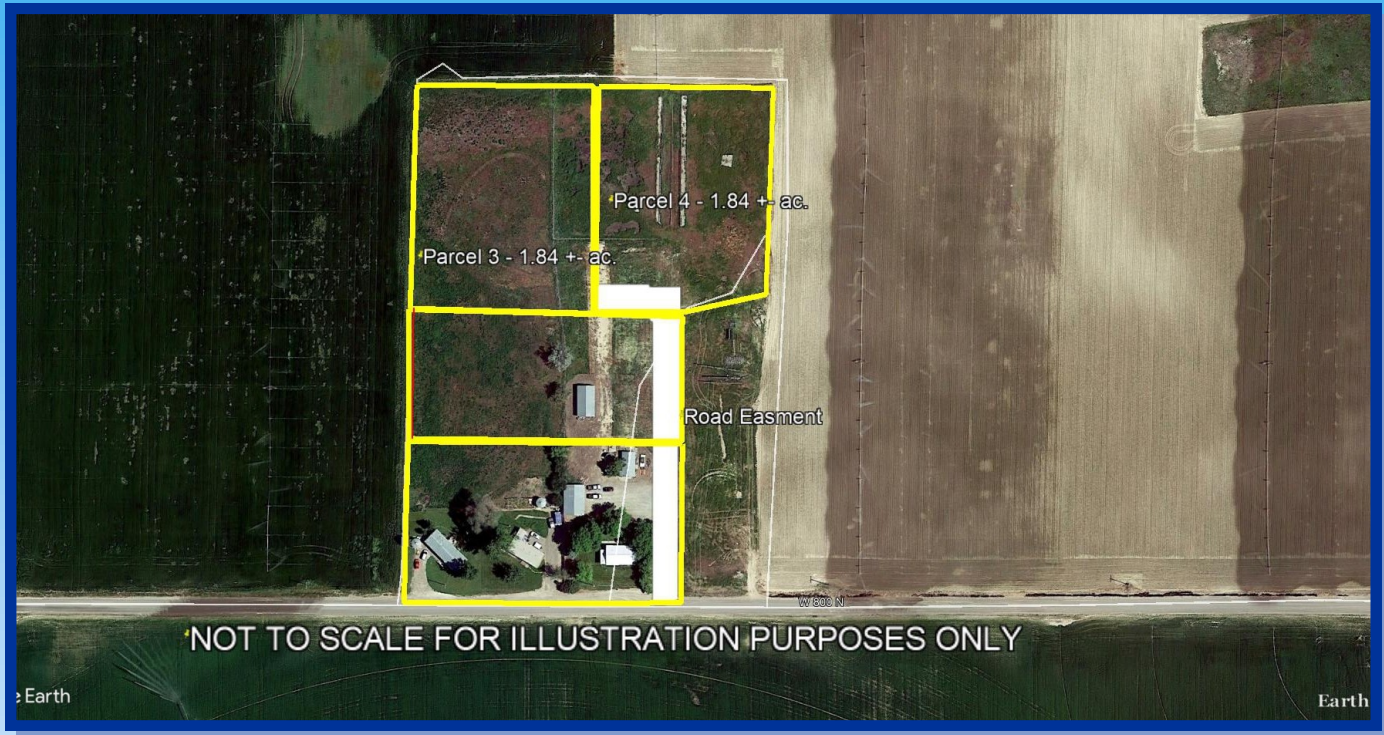 Parcel 4 - 1.84 +- ac.
Parcel 3 - 1.84 +- ac.
Road Easment
W 800 N
NOT TO SCALE FOR ILLUSTRATION PURPOSES ONLY
e Earth
Earth